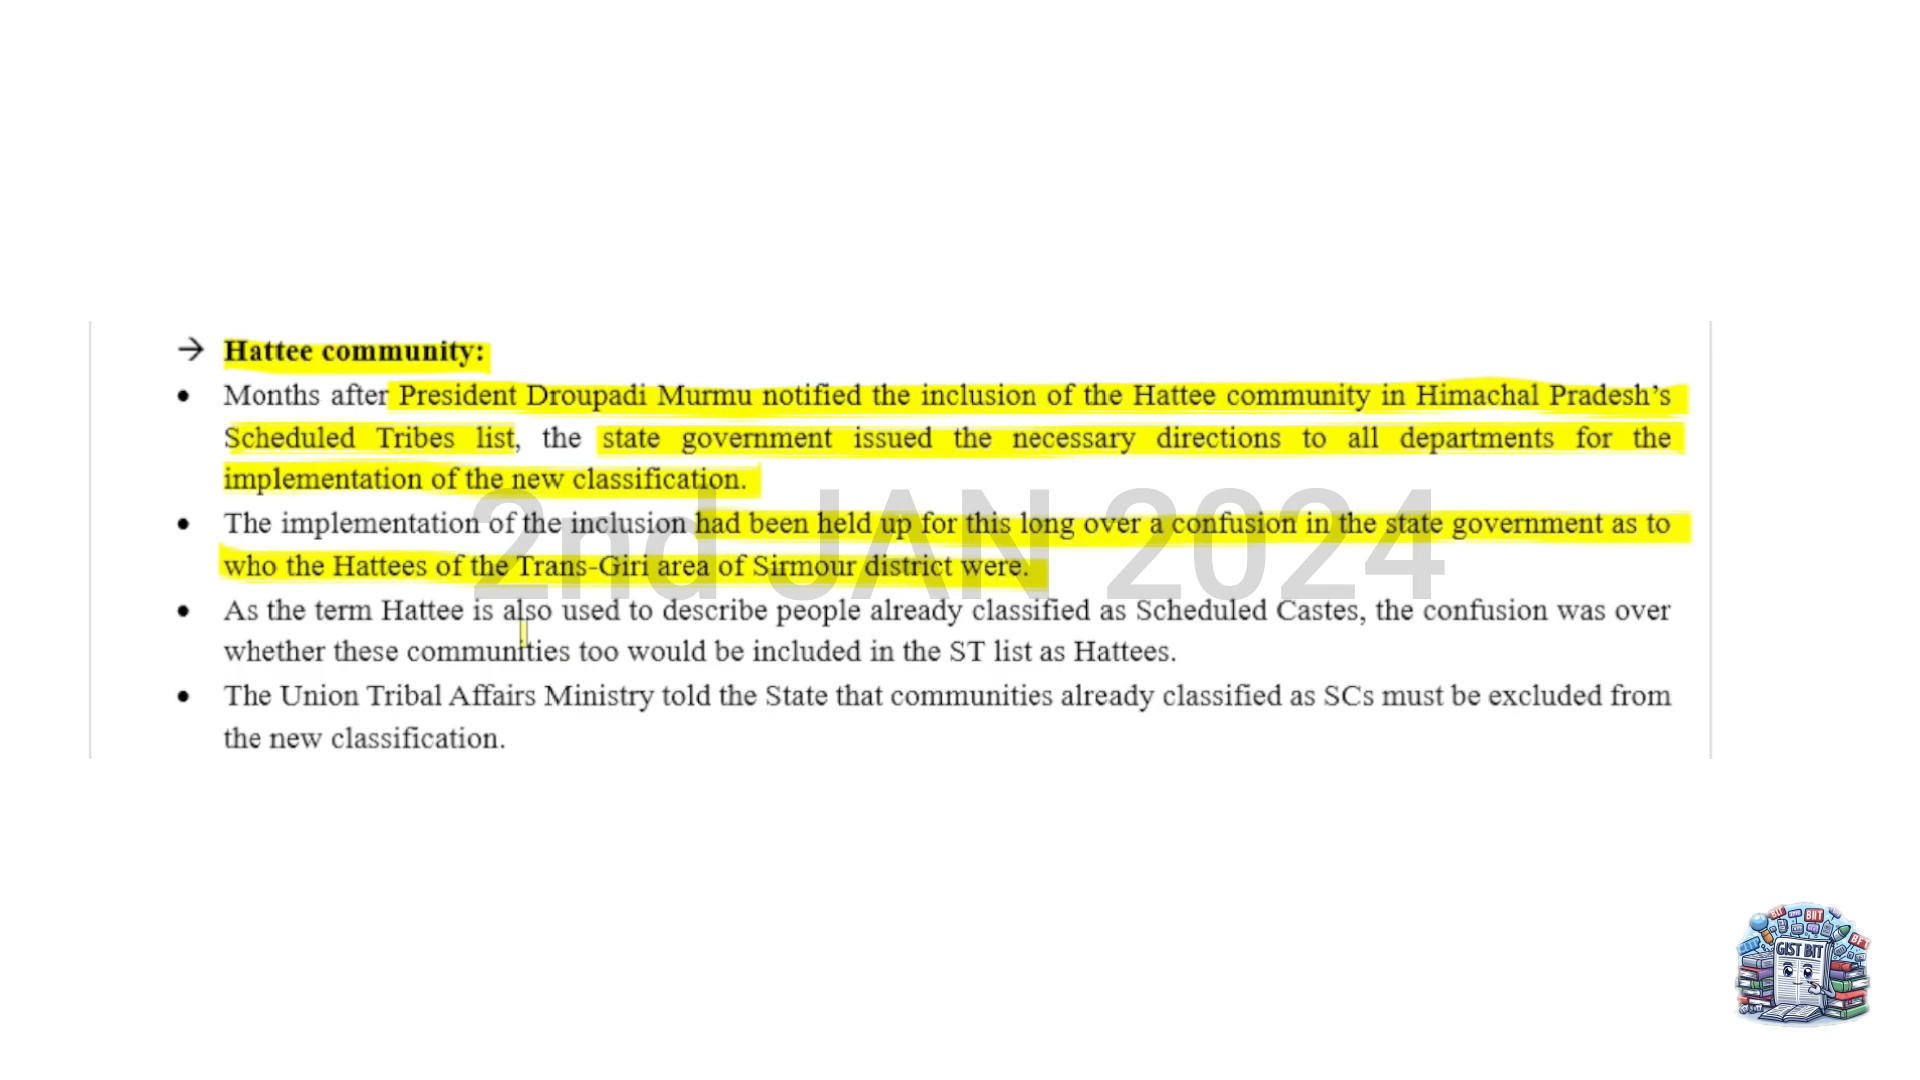 → Hattee community:
• Months after President Droupadi Murmu notified the inclusion of the Hattee community in Himachal Pradesh's
Scheduled Tribes list, the state government issued the necessary directions to all departments for the
implementation of the new classification.
• The implementation of the inclusion had been held up for this long over a confusion in the state government as to
who the Hattees of the Trans-Giri area of Sirmour district were.
2nd JAN 2024
• As the term Hattee is also used to describe people already classified as Scheduled Castes, the confusion was over
whether these communities too would be included in the ST list as Hattees.
• The Union Tribal Affairs Ministry told the State that communities already classified as SCs must be excluded from
the new classification.
GIST BIT